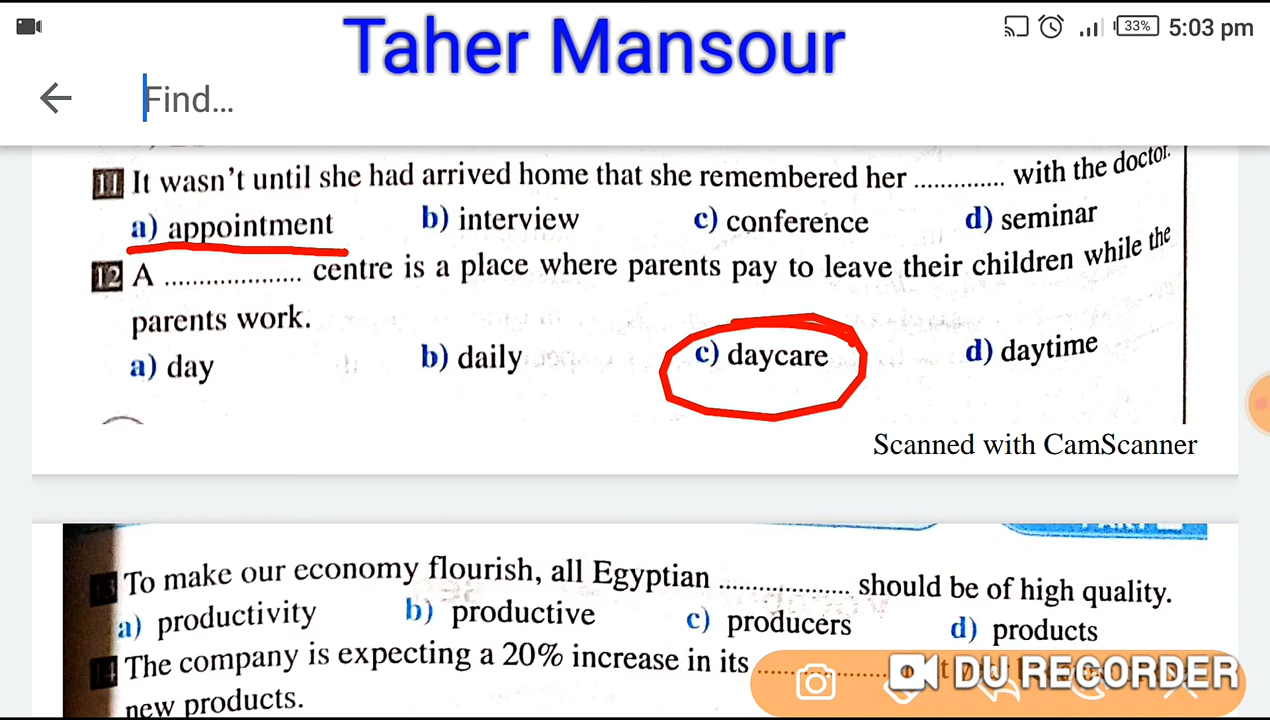 Taher Mansour
33% 5:03 pm
Find...
11 It wasn't until she had arrived home that she remembered her ............. with the doctor.
a) appointment b) interview c) conference d) seminar
12 A ................... centre is a place where parents pay to leave their children while the
parents work.
a) day b) daily c) daycare d) daytime
Scanned with CamScanner
To make our economy flourish, all Egyptian .................. should be of high quality.
a) productivity b) productive c) producers d) products
The company is expecting a 20% increase in its ..................
DU RECORDER
new products.